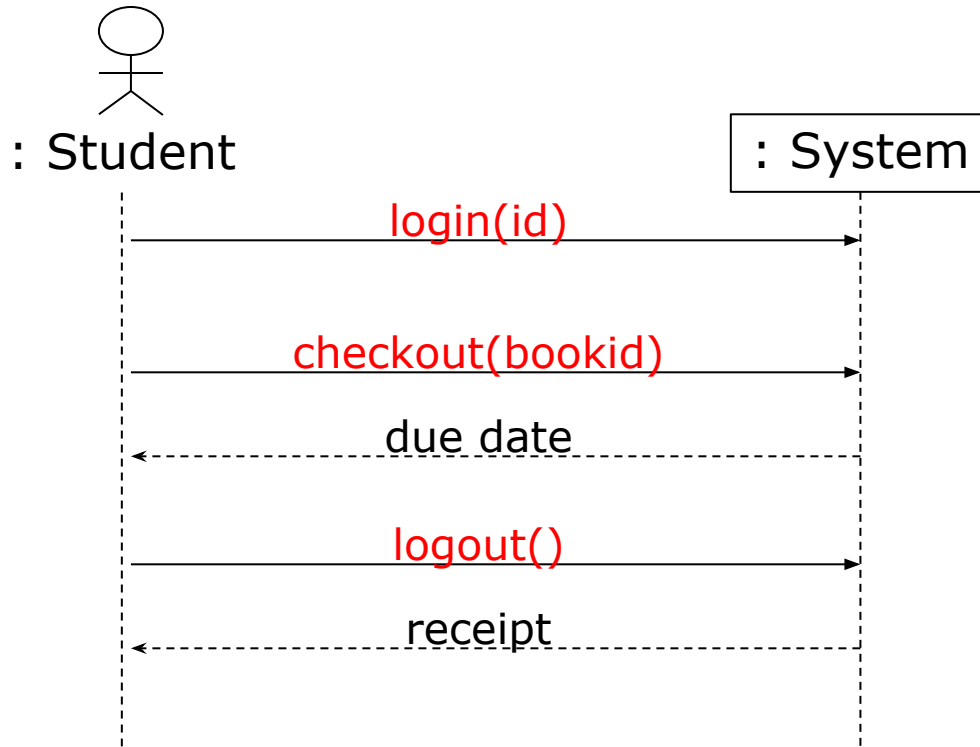 : Student
: System
login(id)
checkout(bookid)
due date
logout()
receipt